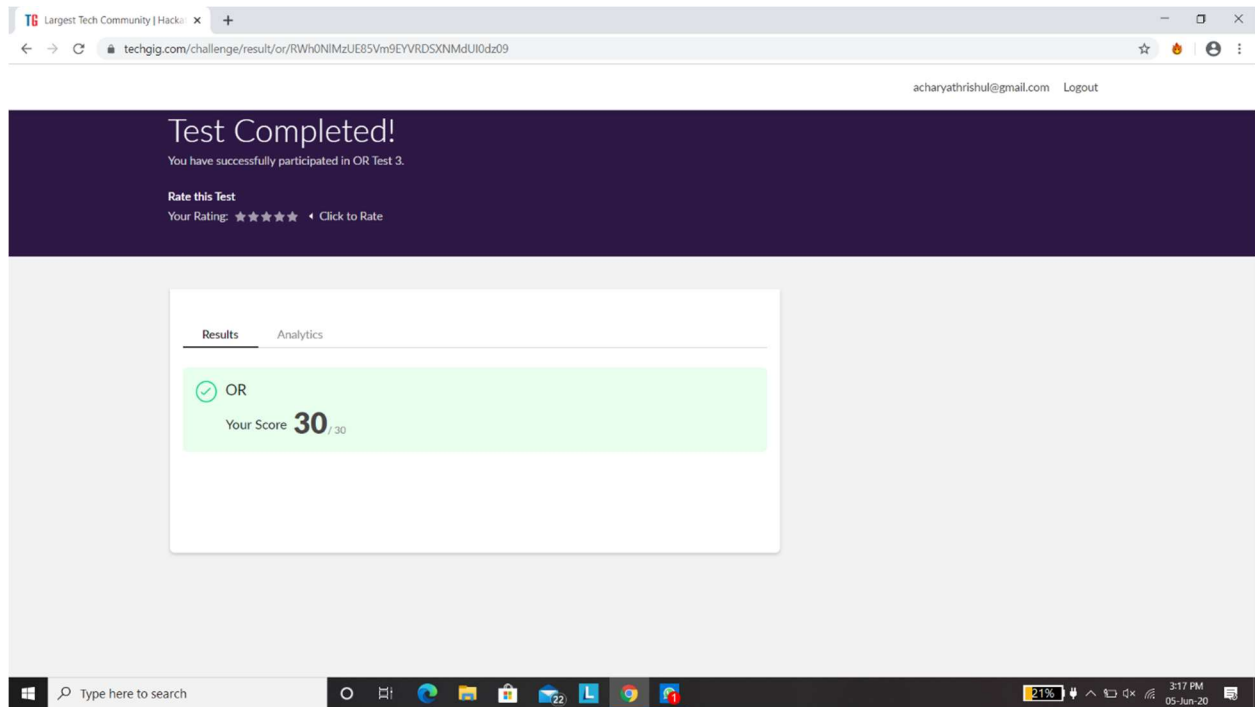 TG Largest Tech Community | Hacka
techgig.com/challenge/result/or/RWh0NlMzUE85Vm9EYVRDSXNMdUl0dz09
acharyathrishul@gmail.com Logout
Test Completed!
You have successfully participated in OR Test 3.
Rate this Test
Your Rating: Click to Rate
Results Analytics
OR
Your Score 30 / 30
Type here to search
22
L
1
21%
3:17 PM
05-Jun-20